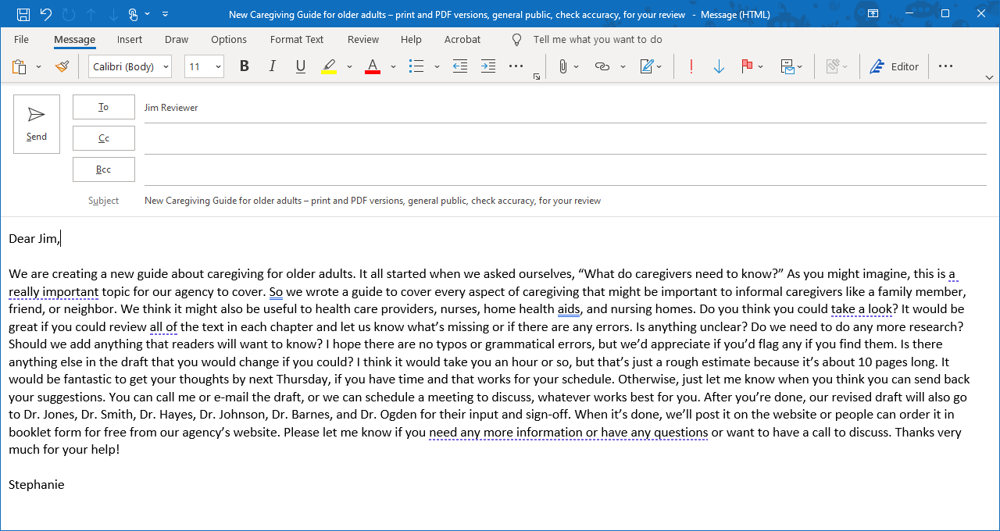 New Caregiving Guide for older adults – print and PDF versions, general public, check accuracy, for your review - Message (HTML)
File Message Insert Draw Options Format Text Review Help Acrobat Tell me what you want to do
Calibri (Body) 11 B I U A Editor
Send
To Jim Reviewer
Cc
Bcc
Subject New Caregiving Guide for older adults – print and PDF versions, general public, check accuracy, for your review
Dear Jim,
We are creating a new guide about caregiving for older adults. It all started when we asked ourselves, “What do caregivers need to know?” As you might imagine, this is a
really important topic for our agency to cover. So we wrote a guide to cover every aspect of caregiving that might be important to informal caregivers like a family member,
friend, or neighbor. We think it might also be useful to health care providers, nurses, home health aids, and nursing homes. Do you think you could take a look? It would be
great if you could review all of the text in each chapter and let us know what’s missing or if there are any errors. Is anything unclear? Do we need to do any more research?
Should we add anything that readers will want to know? I hope there are no typos or grammatical errors, but we’d appreciate if you’d flag any if you find them. Is there
anything else in the draft that you would change if you could? I think it would take you an hour or so, but that’s just a rough estimate because it’s about 10 pages long. It
would be fantastic to get your thoughts by next Thursday, if you have time and that works for your schedule. Otherwise, just let me know when you think you can send back
your suggestions. You can call me or e-mail the draft, or we can schedule a meeting to discuss, whatever works best for you. After you’re done, our revised draft will also go
to Dr. Jones, Dr. Smith, Dr. Hayes, Dr. Johnson, Dr. Barnes, and Dr. Ogden for their input and sign-off. When it’s done, we’ll post it on the website or people can order it in
booklet form for free from our agency’s website. Please let me know if you need any more information or have any questions or want to have a call to discuss. Thanks very
much for your help!
Stephanie